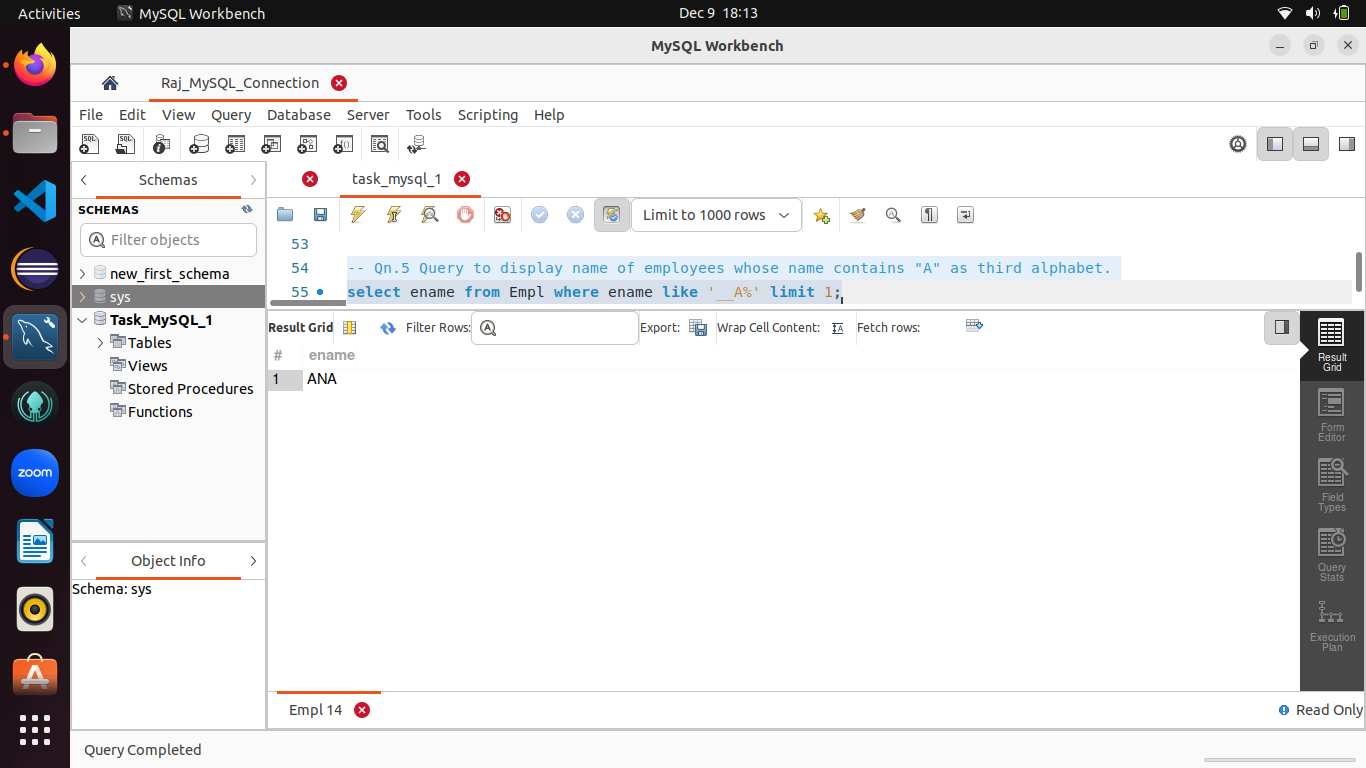 Activities MySQL Workbench Dec 9 18:13
MySQL Workbench
Raj_MySQL_Connection
File Edit View Query Database Server Tools Scripting Help
Schemas
task_mysql_1
SCHEMAS
Limit to 1000 rows
Filter objects
new_first_schema
sys
Task_MySQL_1
Tables
Views
Stored Procedures
Functions
53
54 -- Qn.5 Query to display name of employees whose name contains "A" as third alphabet.
55 select ename from Empl where ename like '__A%' limit 1;
Result Grid Filter Rows: Export: Wrap Cell Content: Fetch rows:
# ename
1 ANA
Result
Grid
Form
Editor
Field
Types
Query
Stats
Execution
Plan
Object Info
Schema: sys
zoom
Empl 14
Read Only
Query Completed